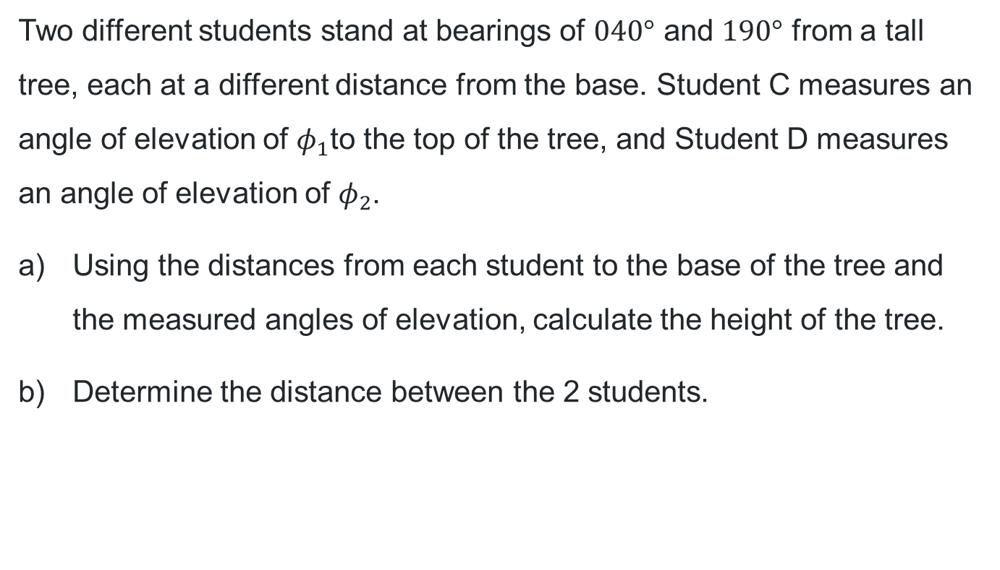 Two different students stand at bearings of 040° and 190° from a tall
tree, each at a different distance from the base. Student C measures an
angle of elevation of ϕ₁to the top of the tree, and Student D measures
an angle of elevation of ϕ₂.
a) Using the distances from each student to the base of the tree and
the measured angles of elevation, calculate the height of the tree.
b) Determine the distance between the 2 students.